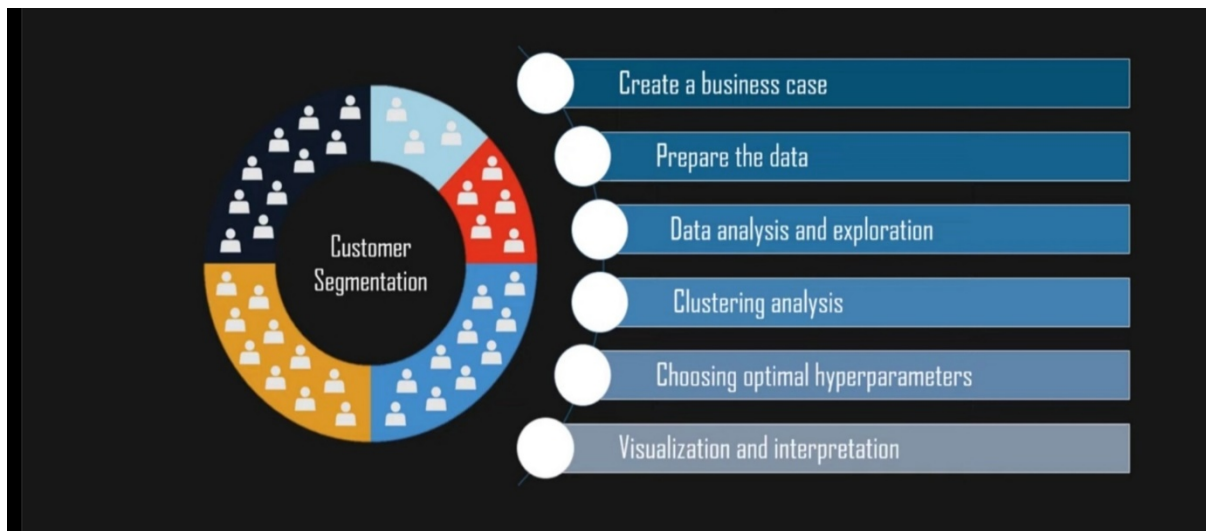 Customer
Segmentation
Create a business case
Prepare the data
Data analysis and exploration
Clustering analysis
Choosing optimal hyperparameters
Visualization and interpretation